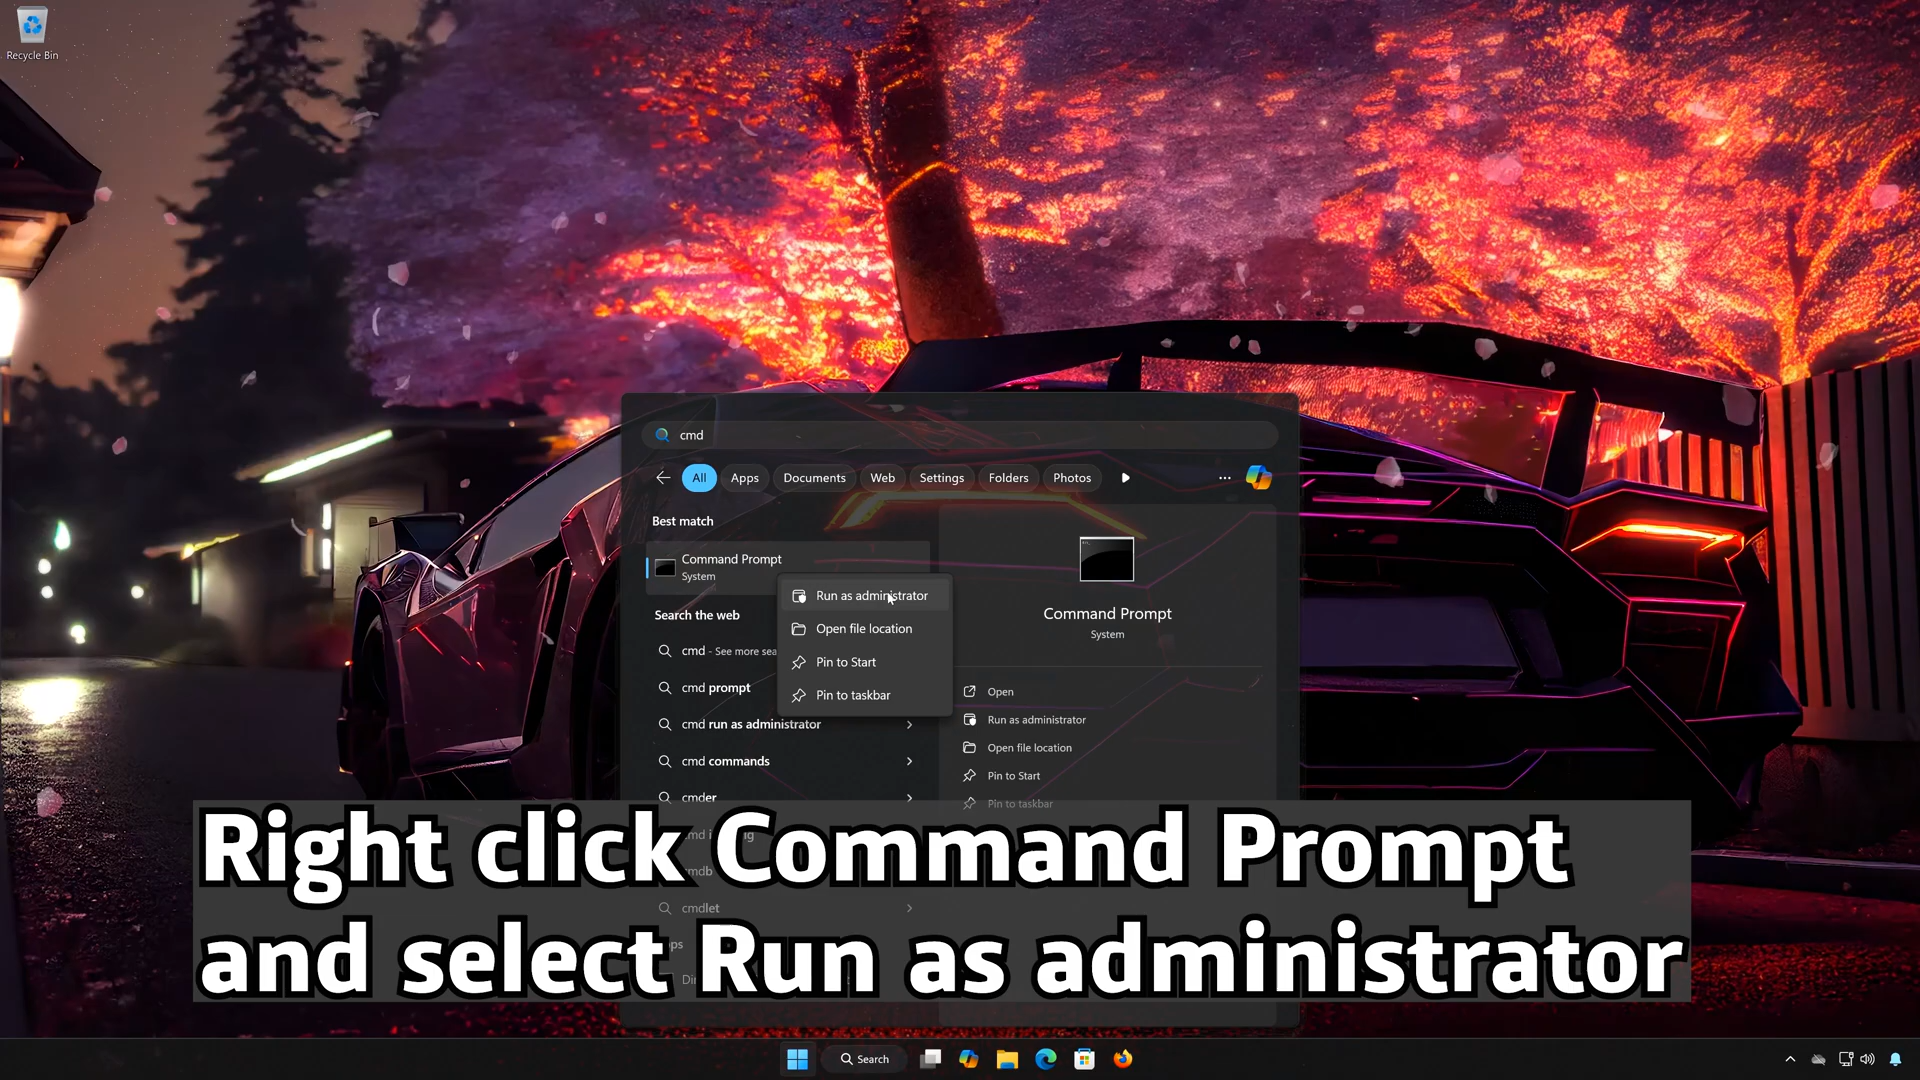 Recycle Bin
cmd
All Apps Documents Web Settings Folders Photos
Best match
Command Prompt
System
Run as administrator
Open file location
Pin to Start
Pin to taskbar
Search the web
cmd - See more sea
cmd prompt
cmd run as administrator
cmd commands
cmder
cmdlet
Command Prompt
System
Open
Run as administrator
Open file location
Pin to Start
Pin to taskbar
Right click Command Prompt
and select Run as administrator
Search